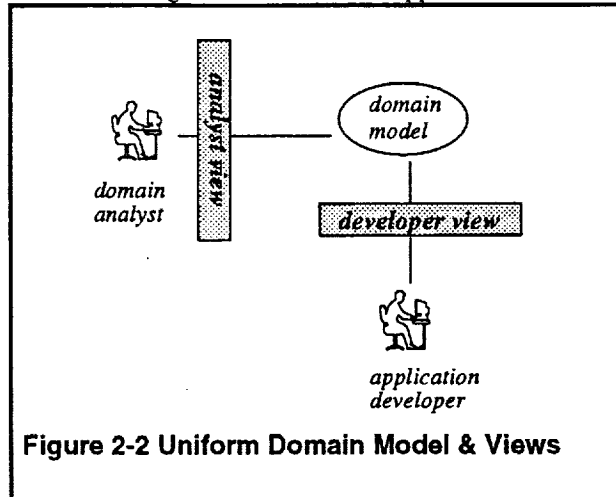 analyst view
domain
model
domain
analyst
developer view
application
developer
Figure 2-2 Uniform Domain Model & Views